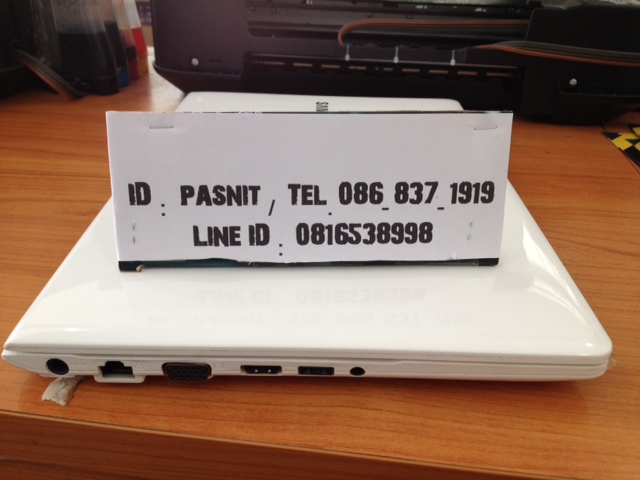 ID : PASNIT , TEL. 086_837_1919
LINE ID : 0816538998